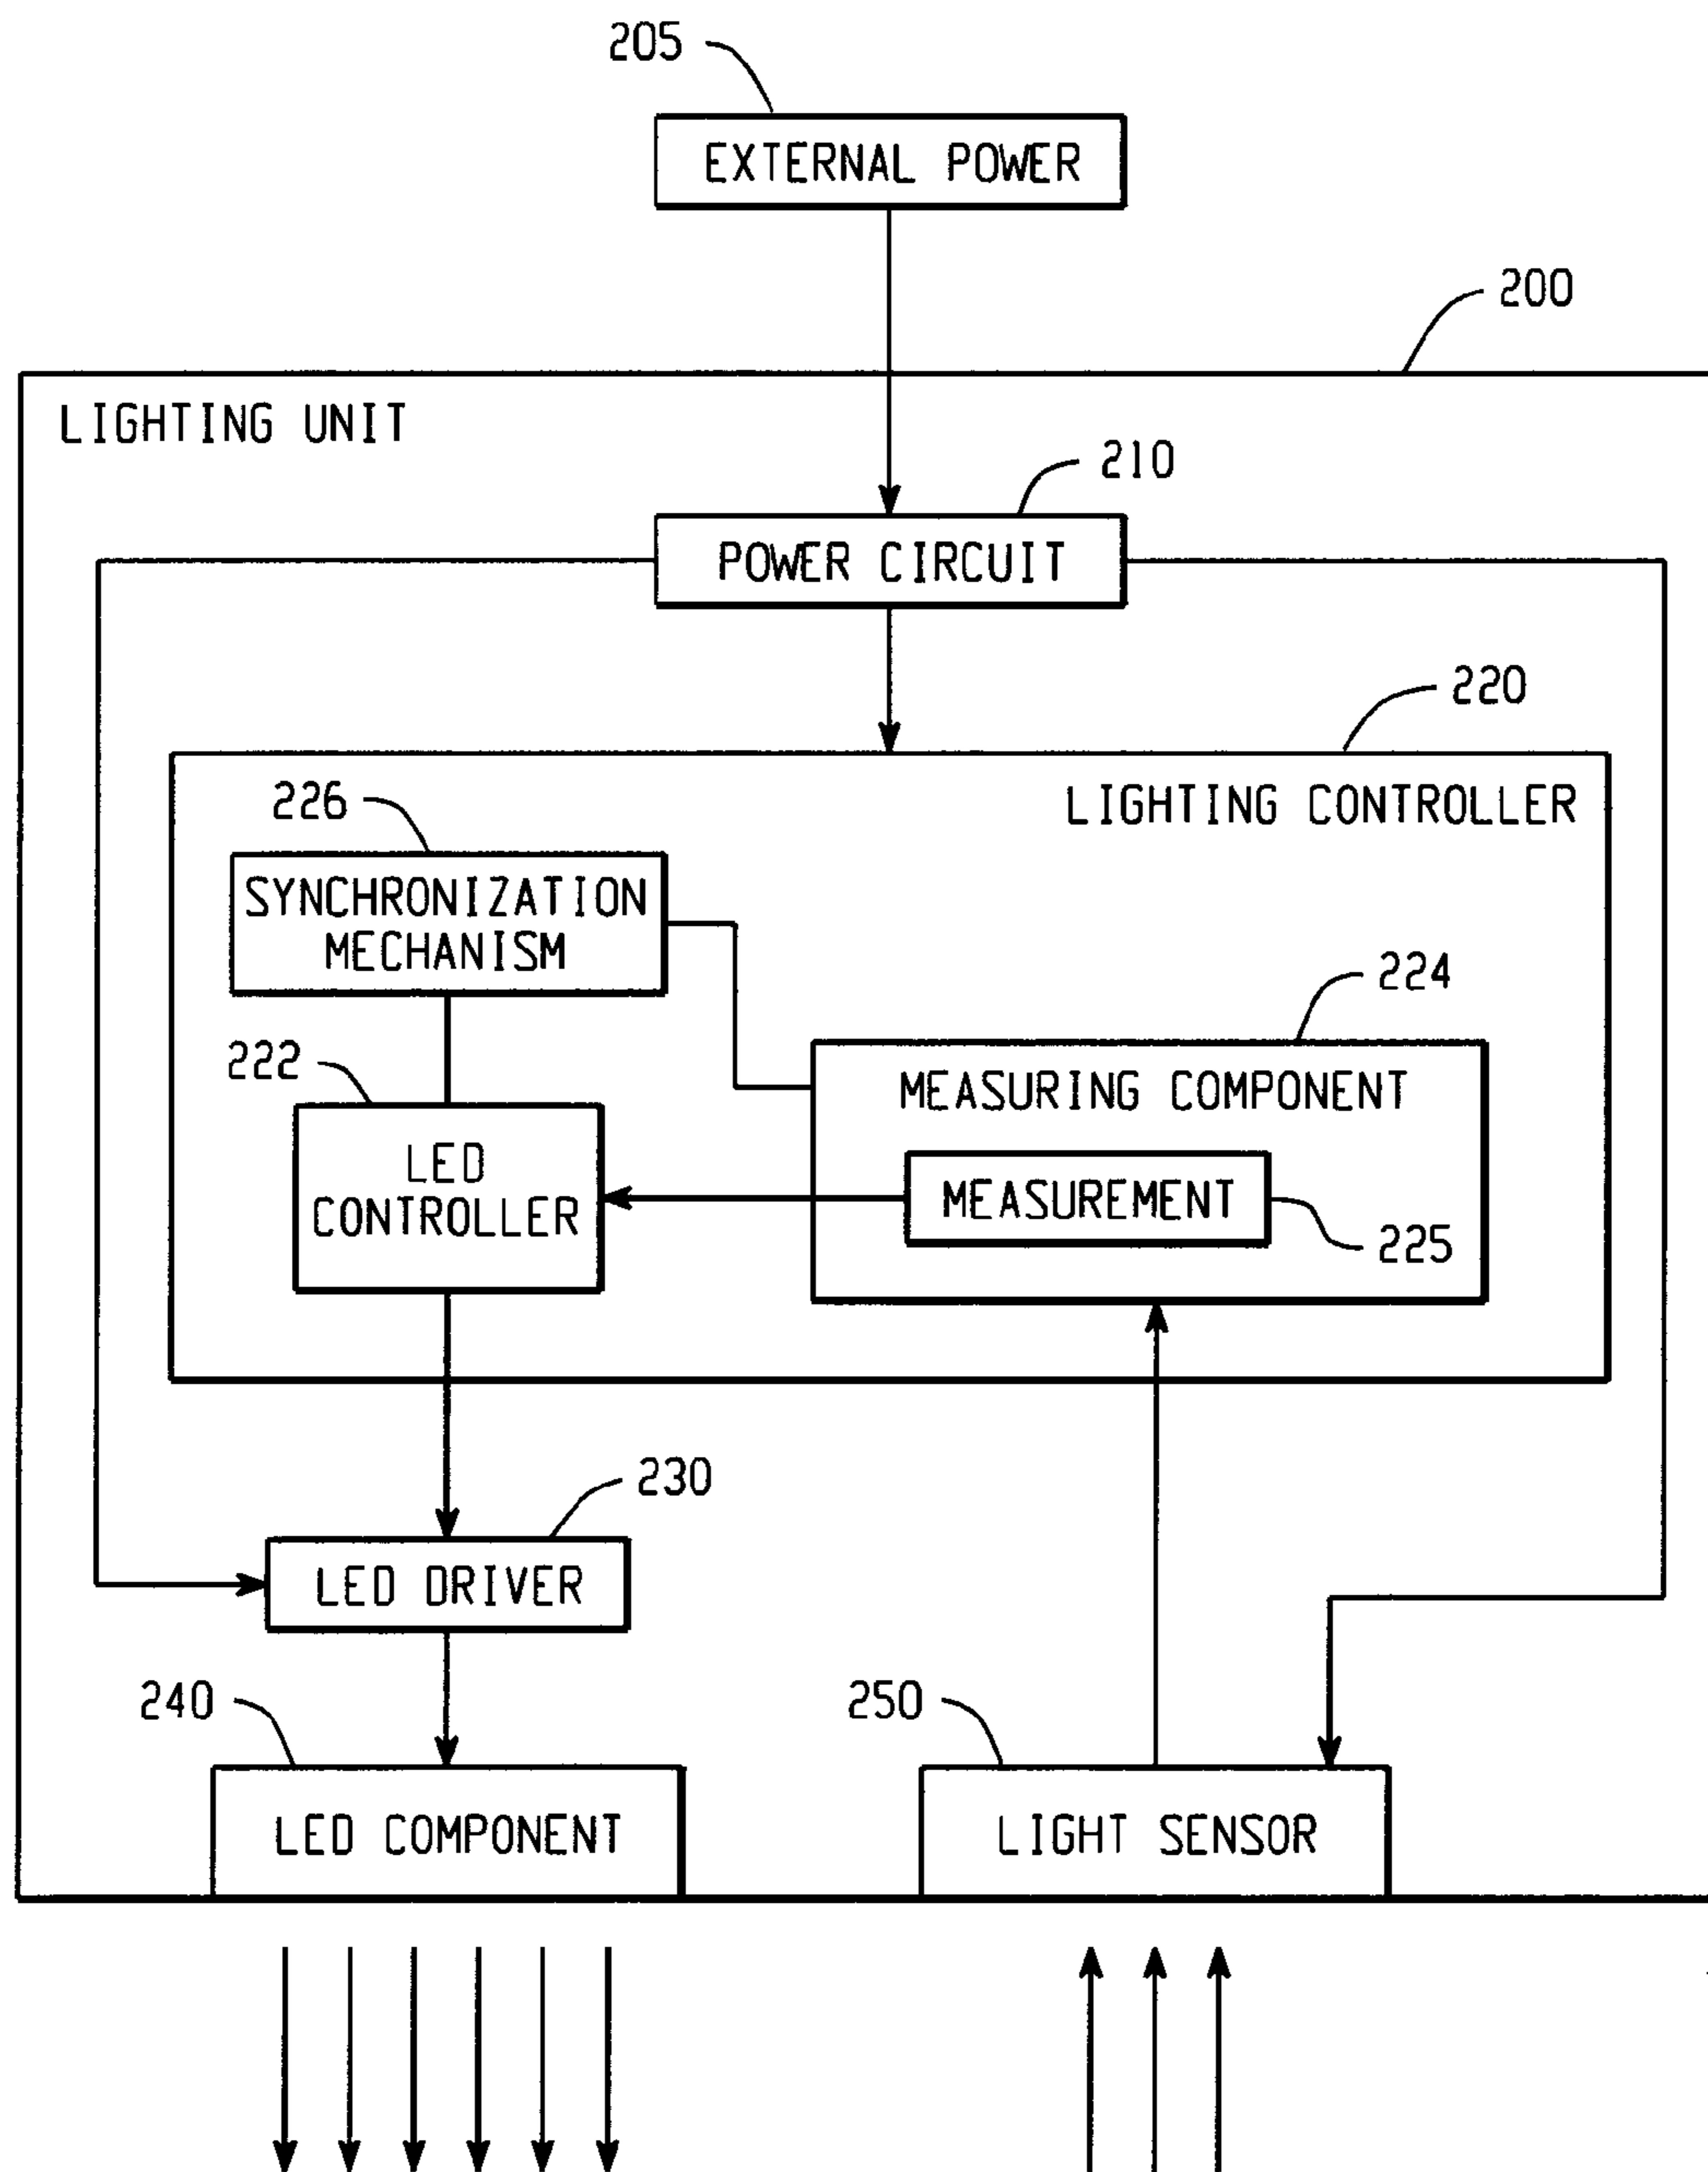 205
EXTERNAL POWER
200
LIGHTING UNIT
210
POWER CIRCUIT
220
LIGHTING CONTROLLER
226
SYNCHRONIZATION
MECHANISM
224
MEASURING COMPONENT
222
LED
CONTROLLER
MEASUREMENT
225
230
LED DRIVER
240
LED COMPONENT
250
LIGHT SENSOR